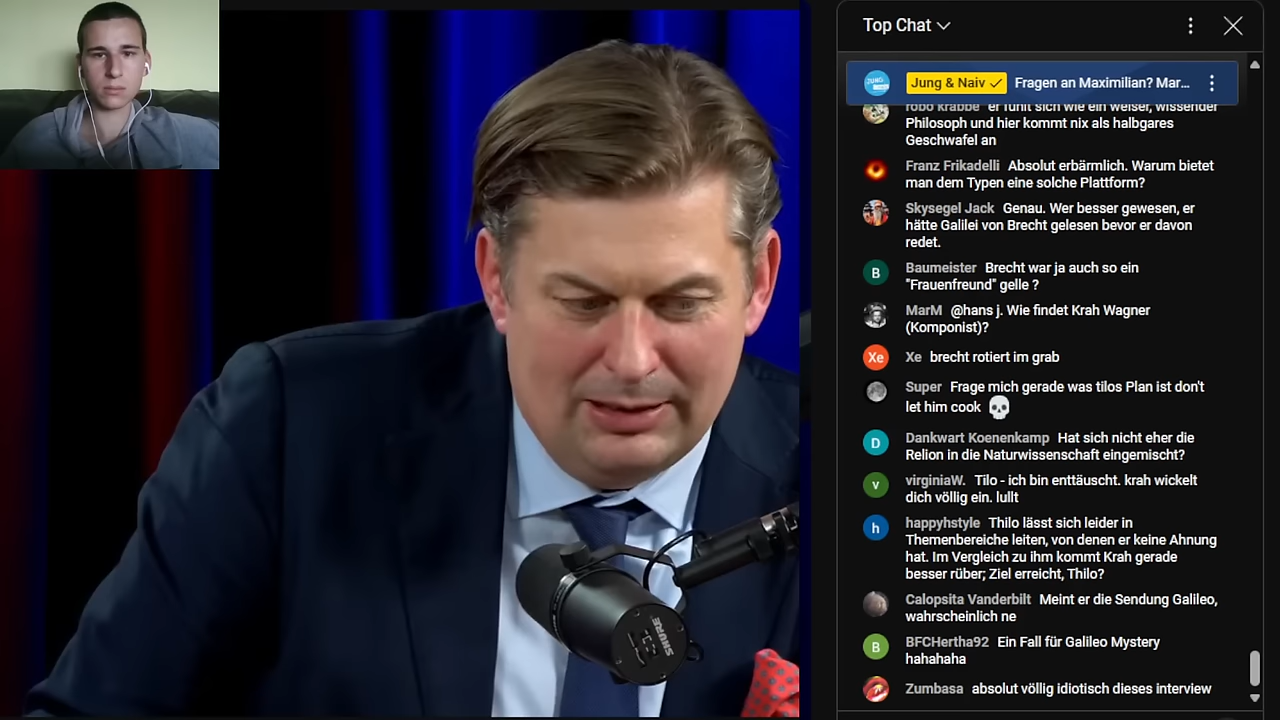 Top Chat
Jung & Naiv Fragen an Maximilian? Mar...
robo krabbe er fühlt sich wie ein weiser, wissender
Philosoph und hier kommt nix als halbgares
Geschwafel an
Franz Frikadelli Absolut erbärmlich. Warum bietet
man dem Typen eine solche Plattform?
Skysegel Jack Genau. Wer besser gewesen, er
hätte Galilei von Brecht gelesen bevor er davon
redet.
B Baumeister Brecht war ja auch so ein
"Frauenfreund" gelle ?
MarM @hans j. Wie findet Krah Wagner
(Komponist)?
Xe Xe brecht rotiert im grab
Super Frage mich gerade was tilos Plan ist don't
let him cook
D Dankwart Koenenkamp Hat sich nicht eher die
Relion in die Naturwissenschaft eingemischt?
v virginiaW. Tilo - ich bin enttäuscht. krah wickelt
dich völlig ein. lullt
h happyhstyle Thilo lässt sich leider in
Themenbereiche leiten, von denen er keine Ahnung
hat. Im Vergleich zu ihm kommt Krah gerade
besser rüber; Ziel erreicht, Thilo?
Calopsita Vanderbilt Meint er die Sendung Galileo,
wahrscheinlich ne
B BFCHertha92 Ein Fall für Galileo Mystery
hahahaha
Zumbasa absolut völlig idiotisch dieses interview
SHURE